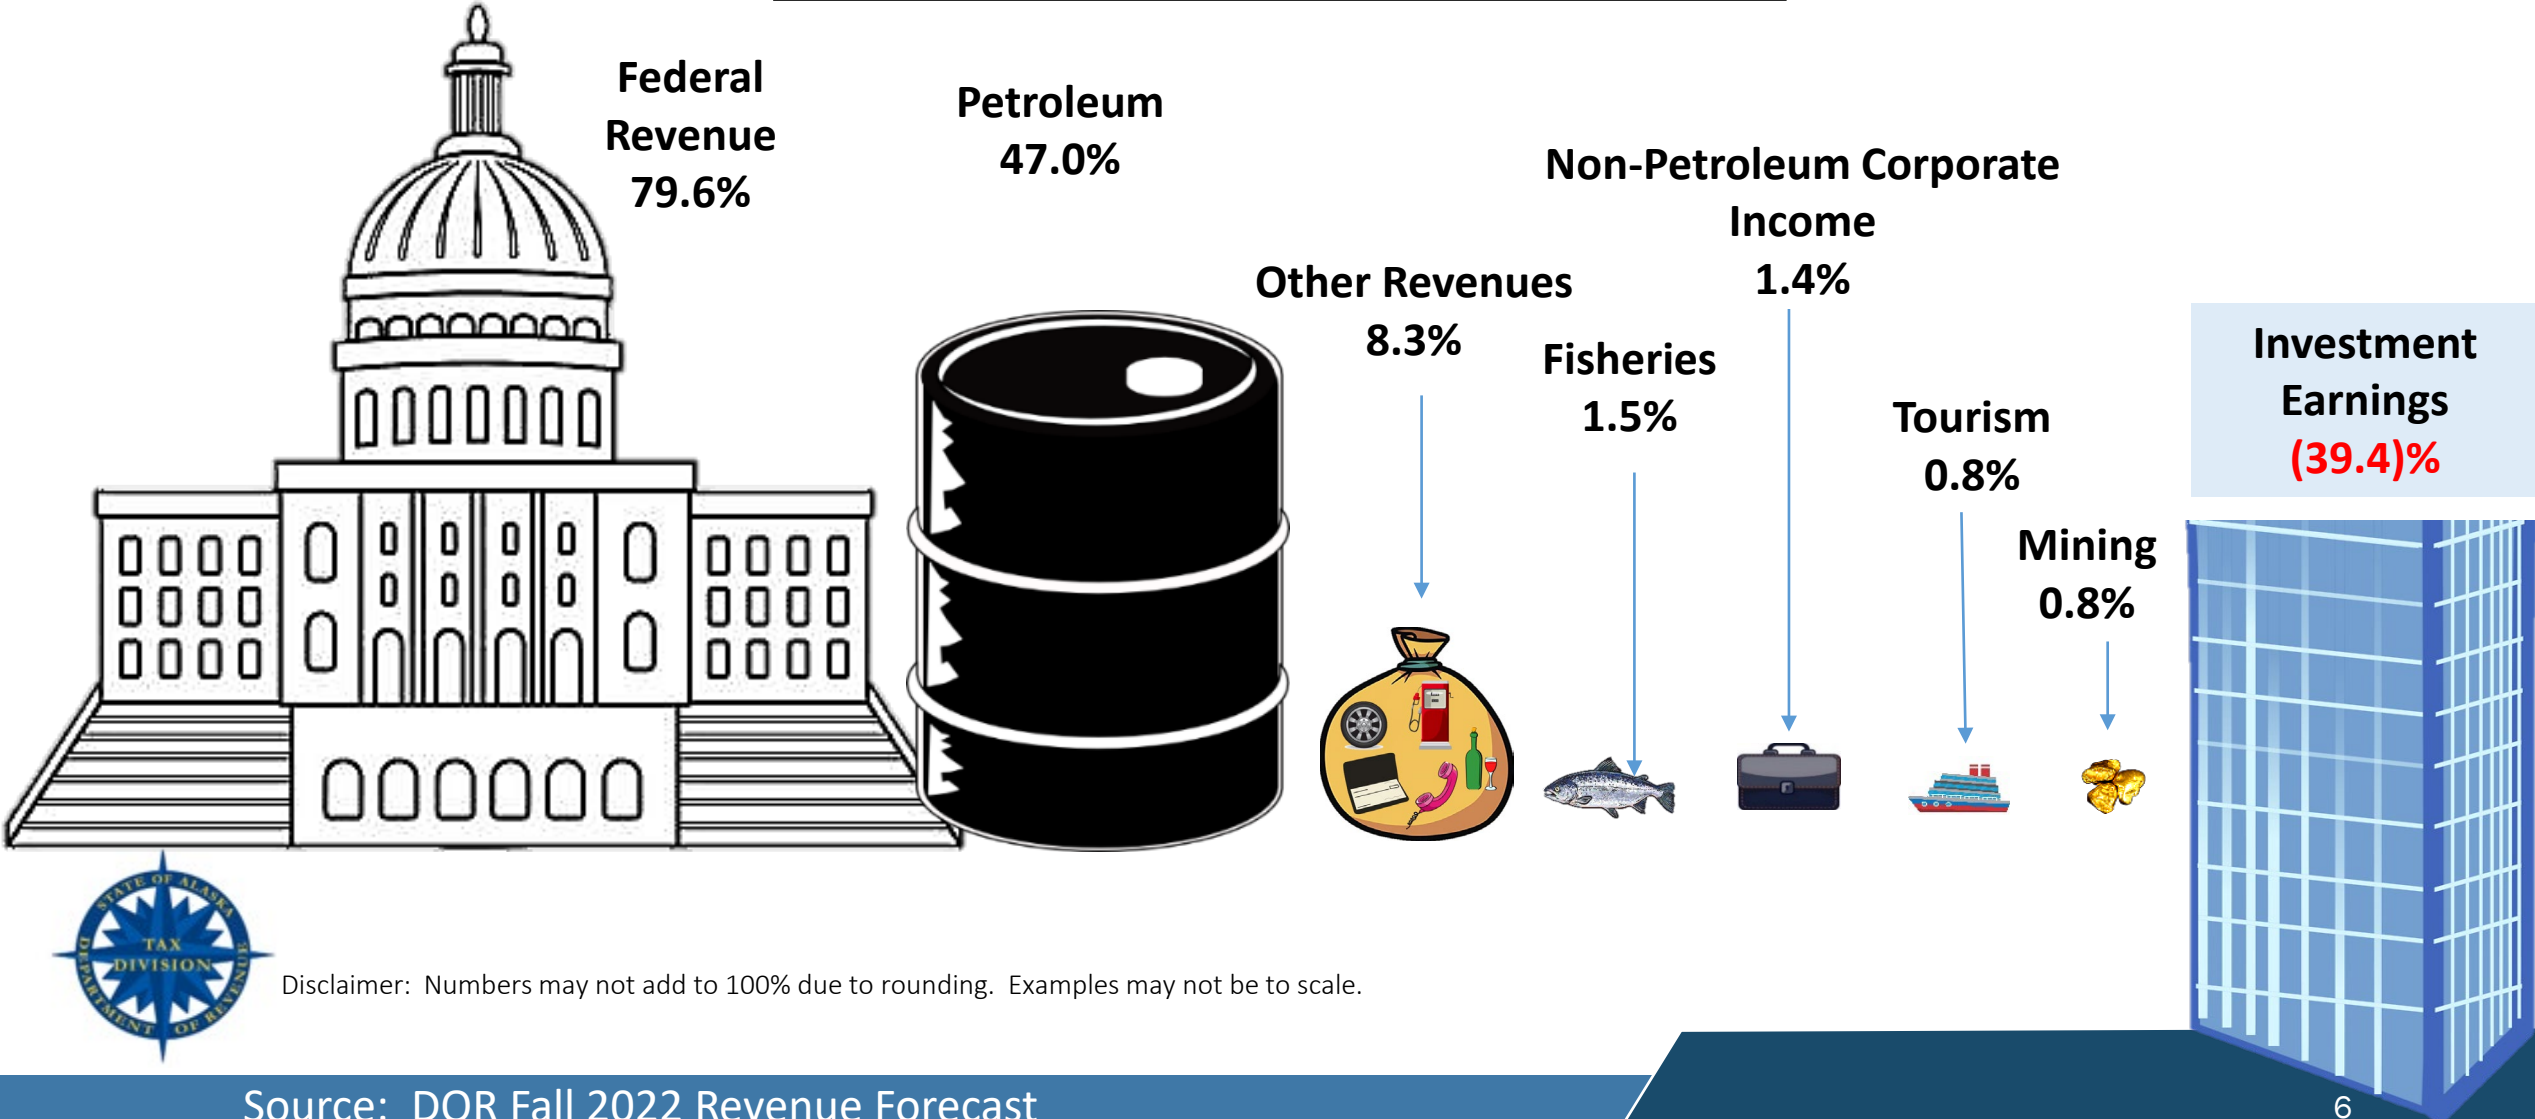 Federal
Revenue
79.6%
Petroleum
47.0%
Non-Petroleum Corporate
Income
1.4%
Other Revenues
8.3%
Fisheries
1.5%
Tourism
0.8%
Mining
0.8%
Investment
Earnings
(39.4)%
STATE OF ALASKA
TAX
DIVISION
DEPARTMENT OF REVENUE
Disclaimer: Numbers may not add to 100% due to rounding. Examples may not be to scale.
Source: DOR Fall 2022 Revenue Forecast
6